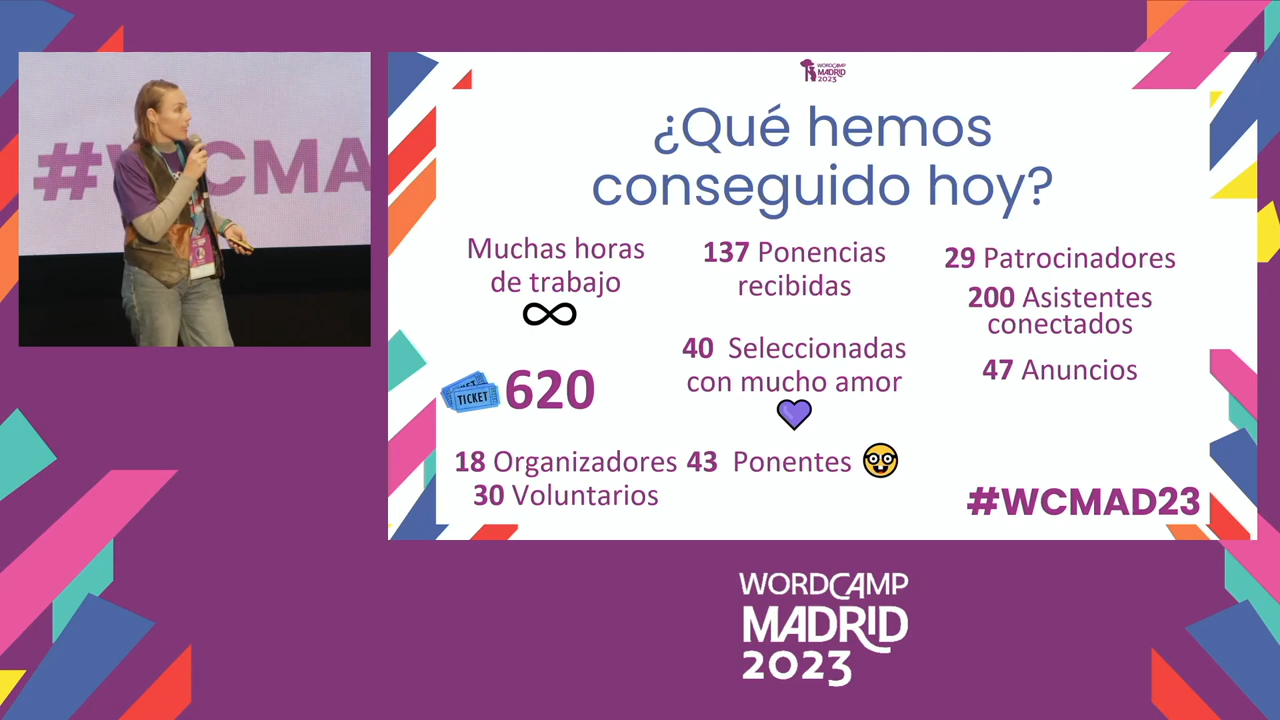 #WCMA
WORDCAMP
MADRID
2023
¿Qué hemos
conseguido hoy?
Muchas horas
de trabajo
TICKET
620
18 Organizadores
30 Voluntarios
137 Ponencias
recibidas
40 Seleccionadas
con mucho amor
43 Ponentes
29 Patrocinadores
200 Asistentes
conectados
47 Anuncios
#WCMAD23
WORDCAMP
MADRID
2023